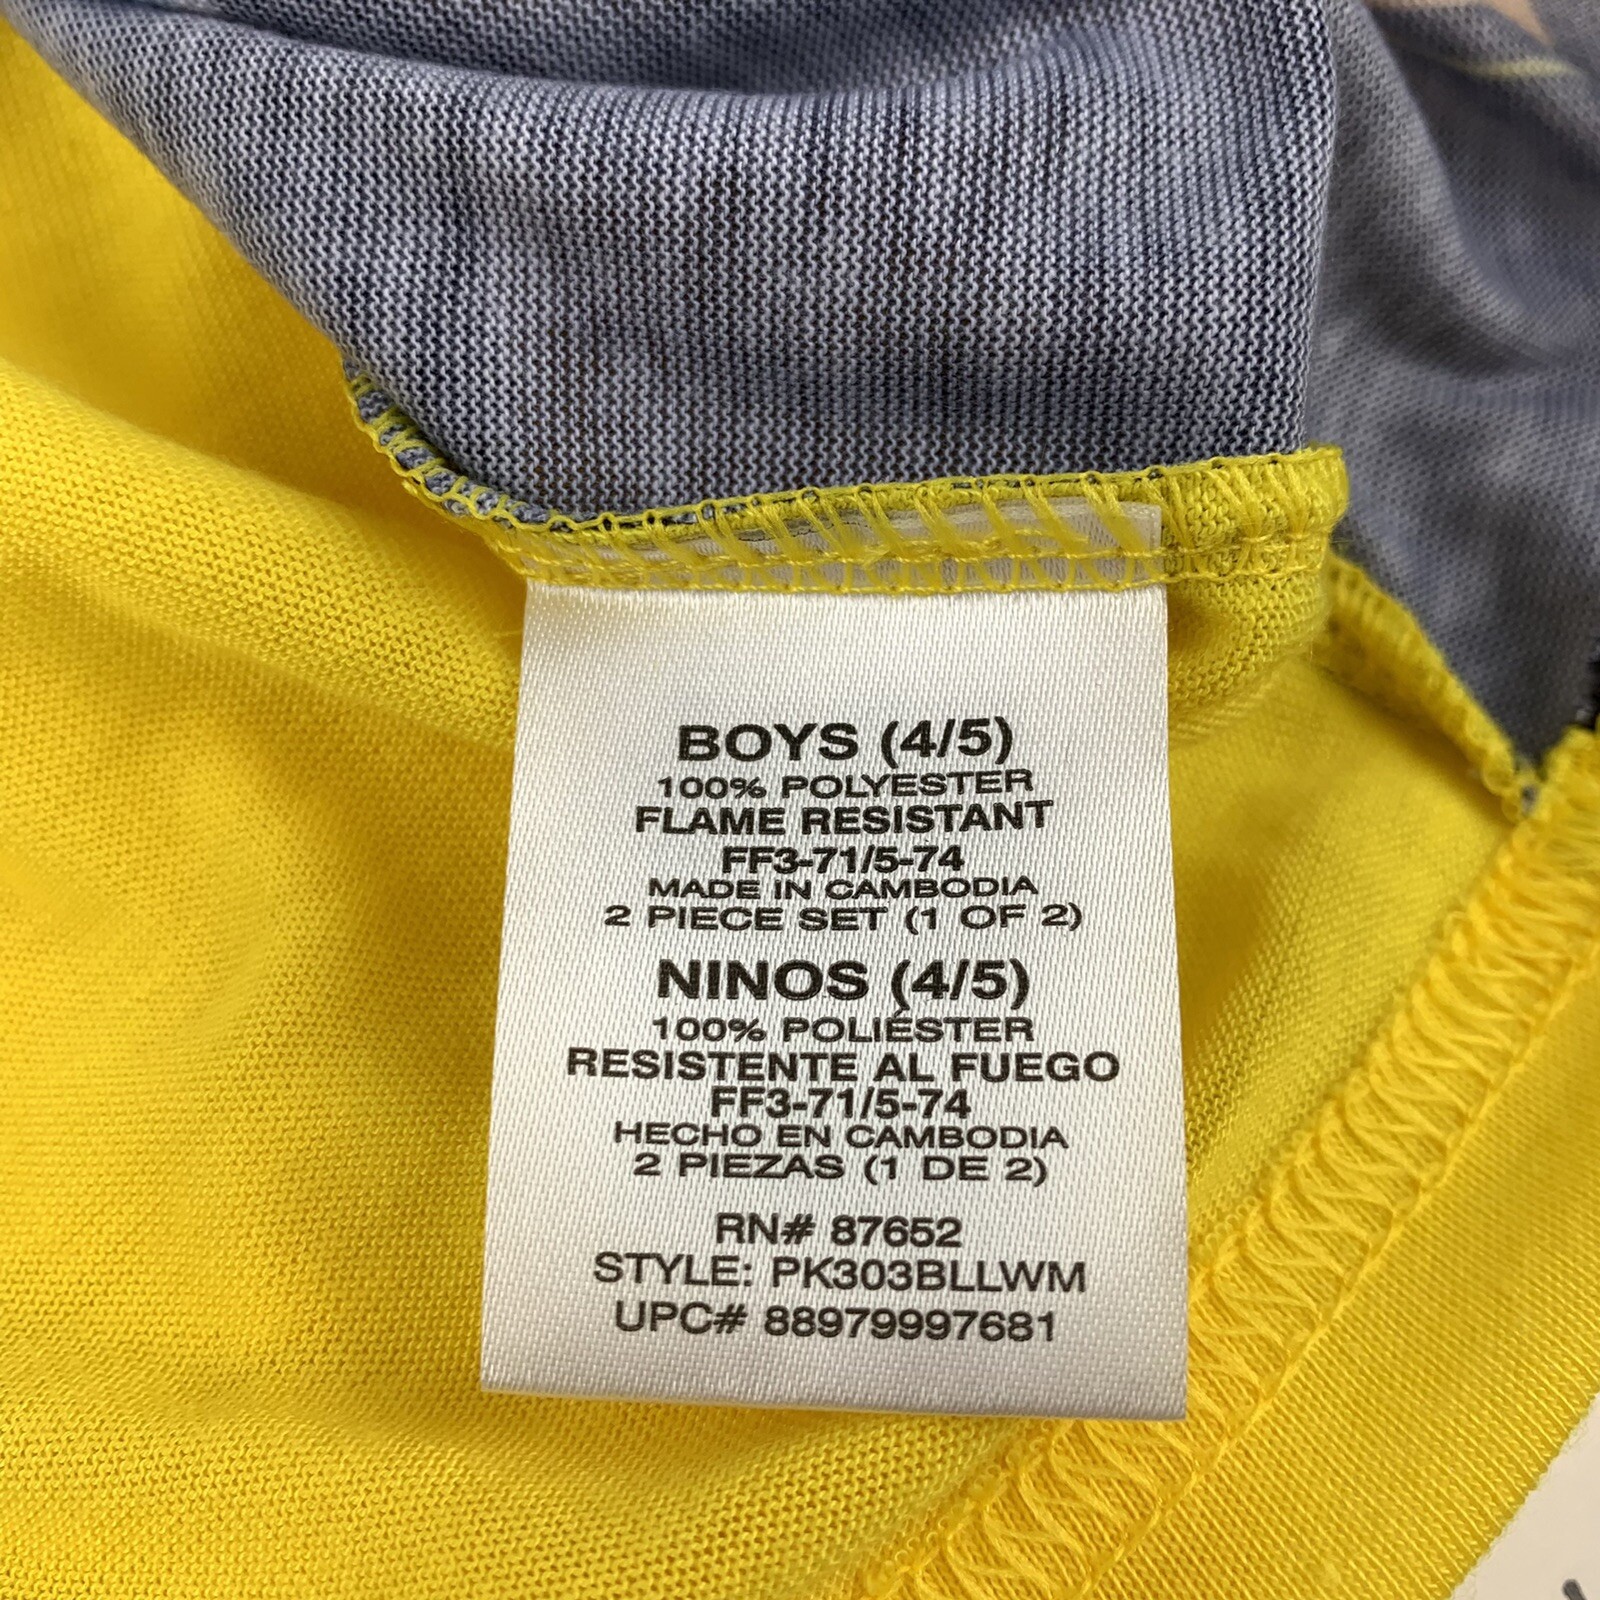 BOYS (4/5)
100% POLYESTER
FLAME RESISTANT
FF3-71/5-74
MADE IN CAMBODIA
2 PIECE SET (1 OF 2)
NINOS (4/5)
100% POLIÉSTER
RESISTENTE AL FUEGO
FF3-71/5-74
HECHO EN CAMBODIA
2 PIEZAS (1 DE 2)
RN# 87652
STYLE: PK303BLLWM
UPC# 88979997681